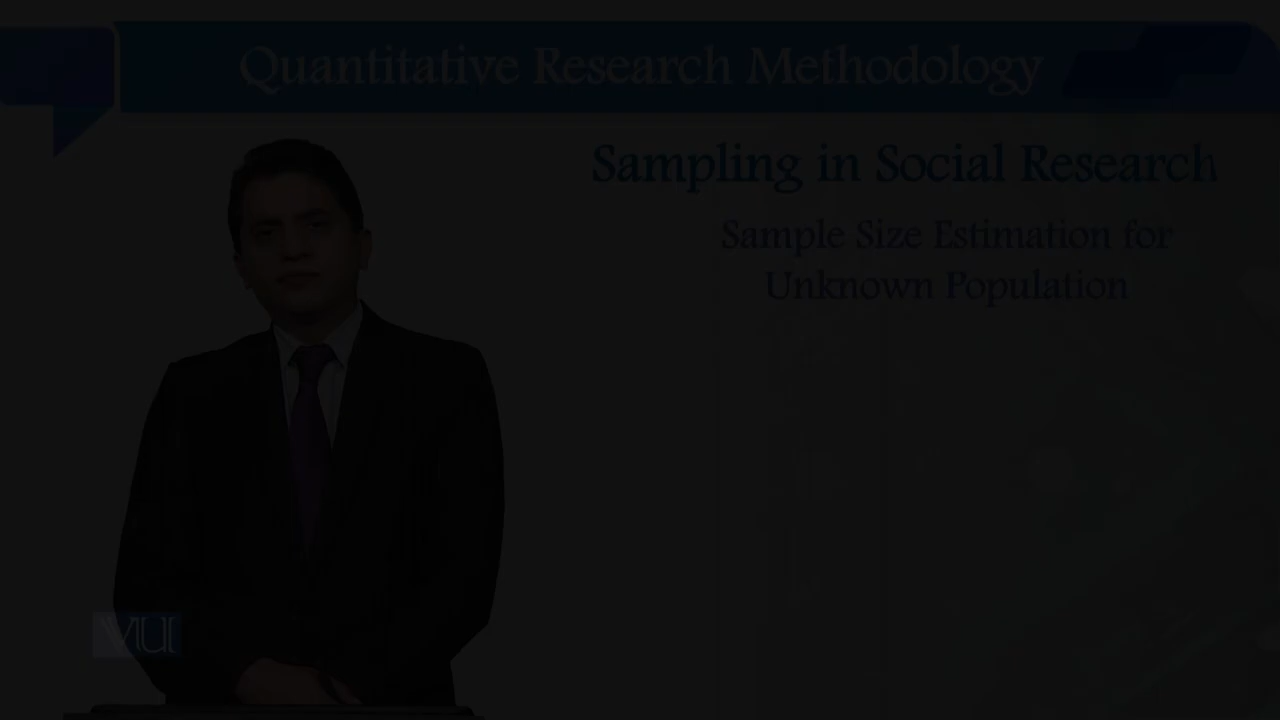 Quantitative Research Methodology
Sampling in Social Research
Sample Size Estimation for
Unknown Population
VU